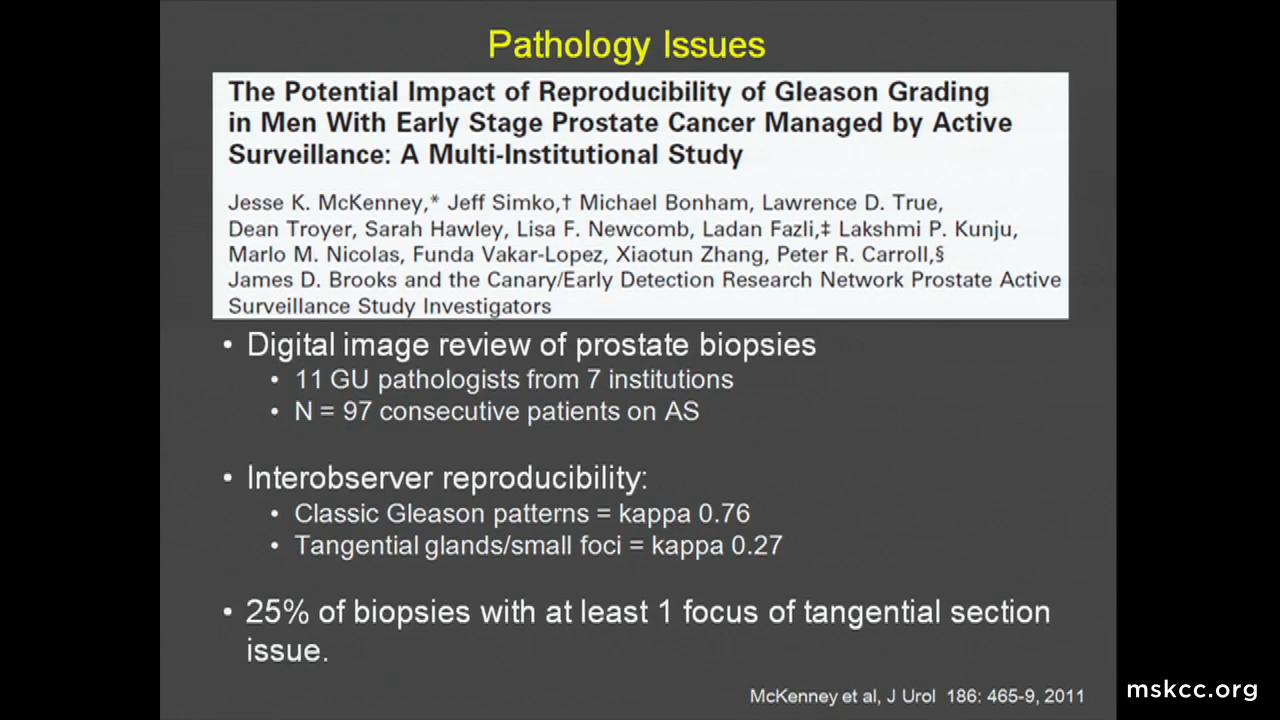 Pathology Issues
The Potential Impact of Reproducibility of Gleason Grading
in Men With Early Stage Prostate Cancer Managed by Active
Surveillance: A Multi-Institutional Study
Jesse K. McKenney,* Jeff Simko,† Michael Bonham, Lawrence D. True,
Dean Troyer, Sarah Hawley, Lisa F. Newcomb, Ladan Fazli,‡ Lakshmi P. Kunju,
Marlo M. Nicolas, Funda Vakar-Lopez, Xiaotun Zhang, Peter R. Carroll,§
James D. Brooks and the Canary/Early Detection Research Network Prostate Active
Surveillance Study Investigators
• Digital image review of prostate biopsies
• 11 GU pathologists from 7 institutions
• N = 97 consecutive patients on AS
• Interobserver reproducibility:
• Classic Gleason patterns = kappa 0.76
• Tangential glands/small foci = kappa 0.27
• 25% of biopsies with at least 1 focus of tangential section
issue.
McKenney et al, J Urol 186: 465-9, 2011
mskcc.org